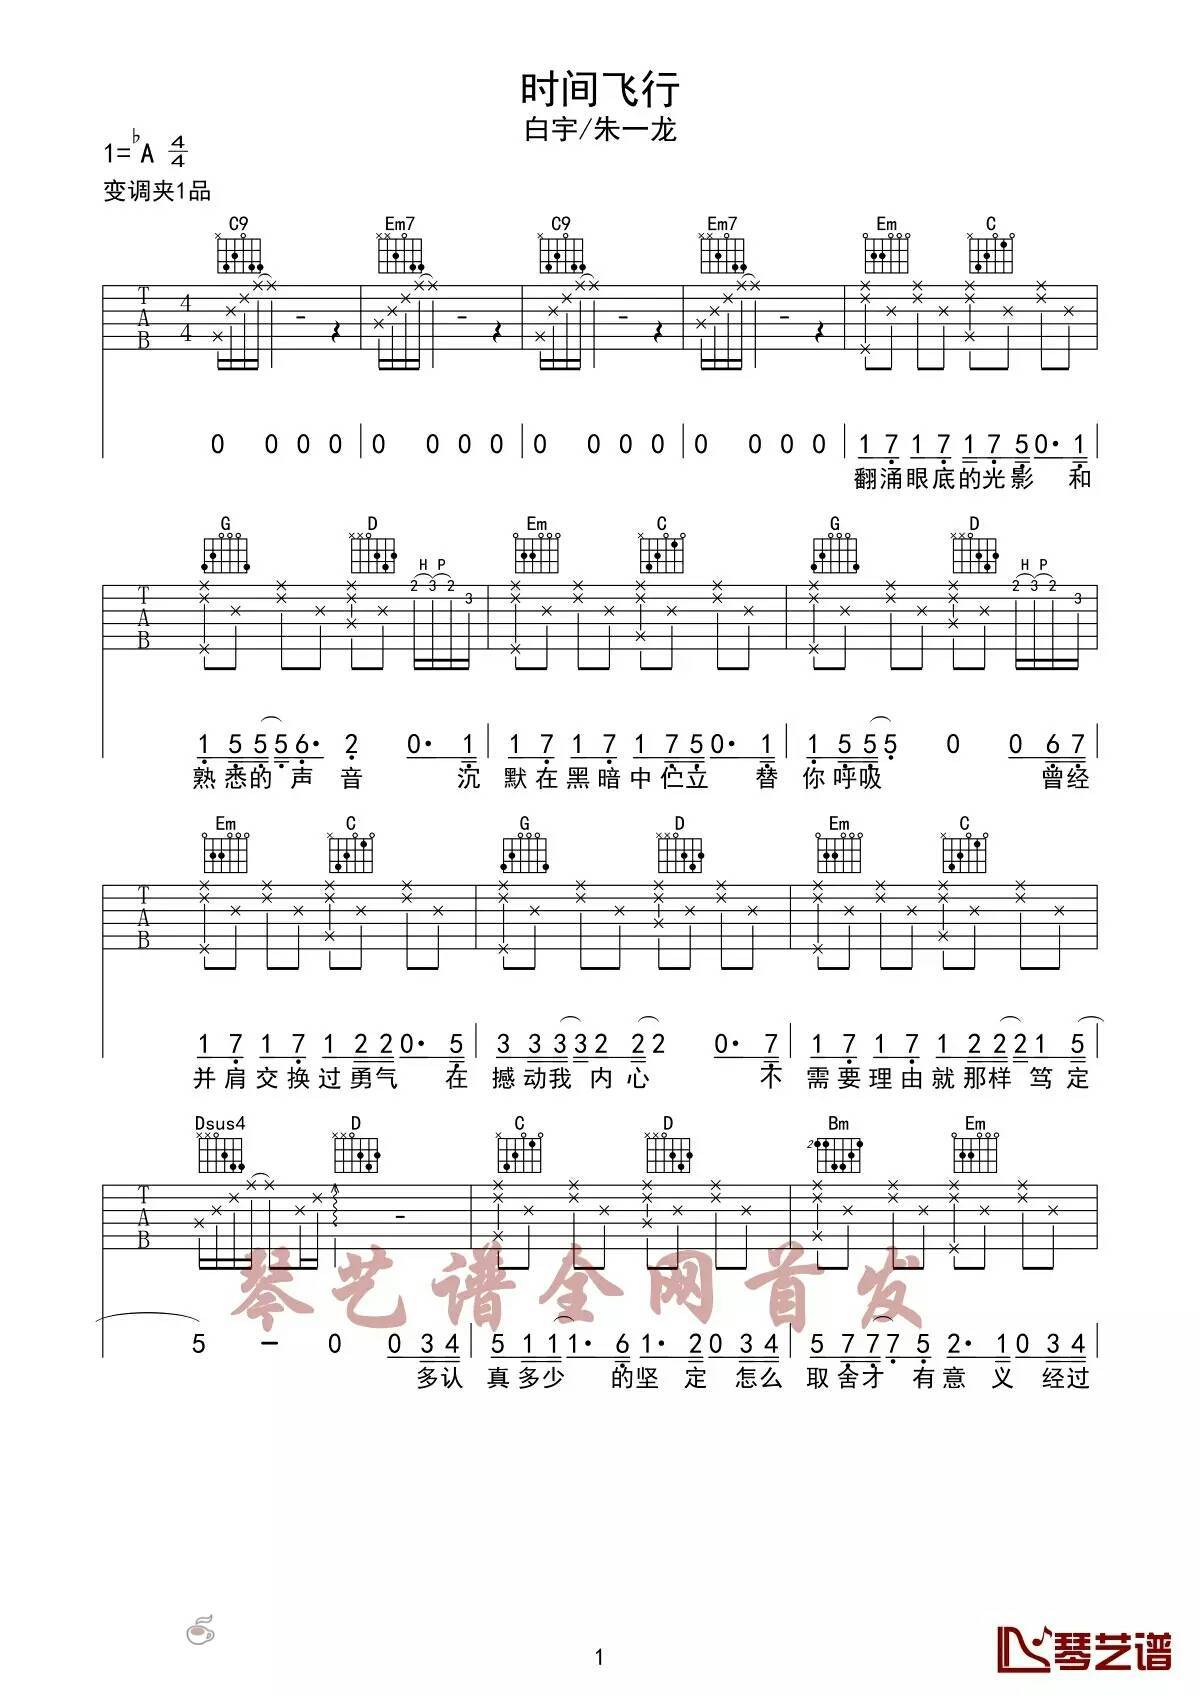 时间飞行
白宇/朱一龙
1=♭A 4/4
变调夹1品
C9 Em7 C9 Em7 Em C
T A B 4 4
0 0 0 0 0 0 0 0 0 0 0 0 0 0 0 0 1 7 1 7 1 7 5 0· 1
翻涌眼底的光影 和
G D Em C G D
H P H P
T A B 2 3 2 3 2 3 2 3
1 5 5 5 6· 2 0· 1 1 7 1 7 1 7 5 0· 1 1 5 5 5 5 0 0 6 7
熟悉的 声 音 沉 默在黑暗中伫立 替 你呼吸 曾经
Em C G D Em C
T A B
1 7 1 7 1 2 2 0· 5 3 3 3 3 2 2 2 0· 7 1 7 1 7 1 2 2 2 1 5
并肩交换过勇气 在 撼动我 内心 不 需要理由就那样 笃定
Dsus4 D C D Bm Em
2
T A B
琴艺谱全网首发
5 – 0 0 3 4 5 1 1 1· 6 1· 2 0 3 4 5 7 7 7 5 2· 1 0 3 4
多认 真多少 的坚 定 怎么 取舍才 有意 义 经过
1
琴艺谱